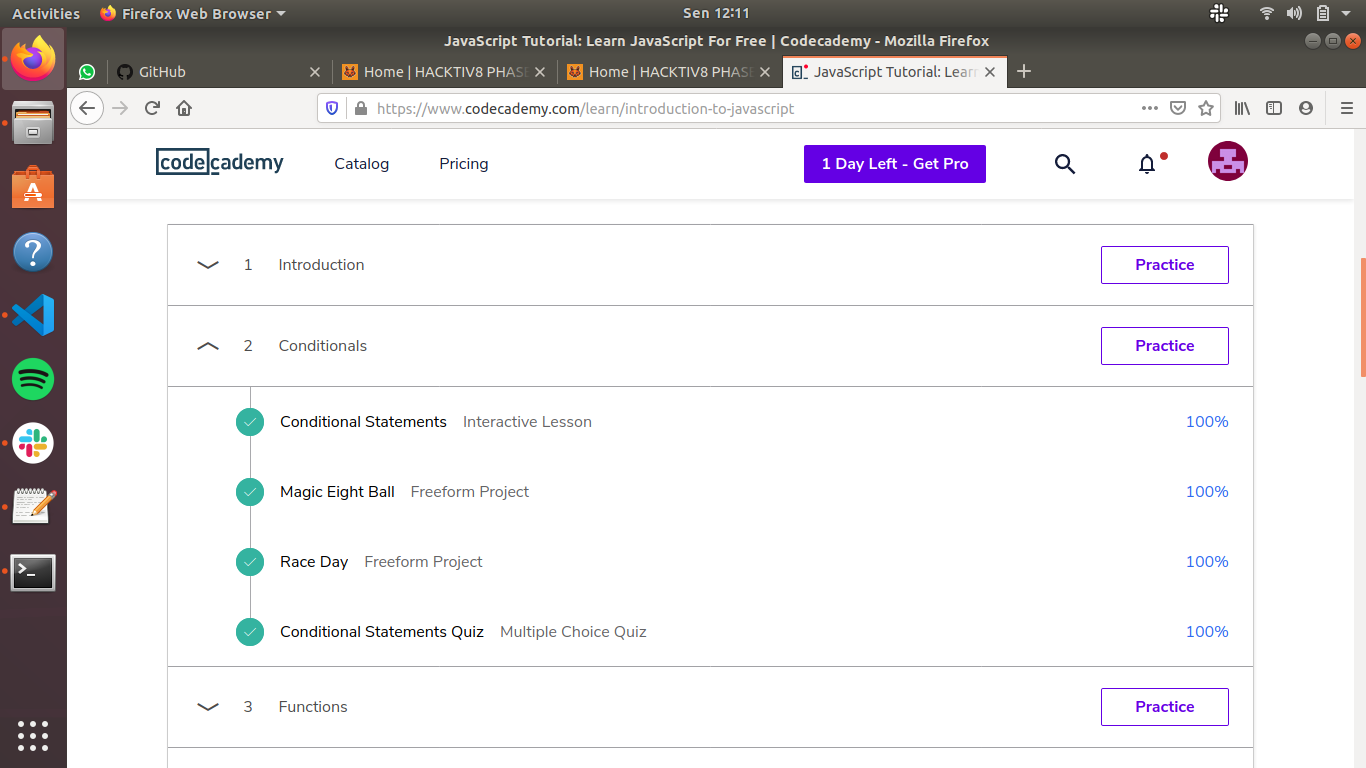 Activities Firefox Web Browser Sen 12:11
JavaScript Tutorial: Learn JavaScript For Free | Codecademy - Mozilla Firefox
GitHub Home | HACKTIV8 PHAS Home | HACKTIV8 PHAS JavaScript Tutorial: Lear
https://www.codecademy.com/learn/introduction-to-javascript
codecademy Catalog Pricing 1 Day Left - Get Pro
1 Introduction Practice
2 Conditionals Practice
Conditional Statements Interactive Lesson 100%
Magic Eight Ball Freeform Project 100%
Race Day Freeform Project 100%
Conditional Statements Quiz Multiple Choice Quiz 100%
3 Functions Practice